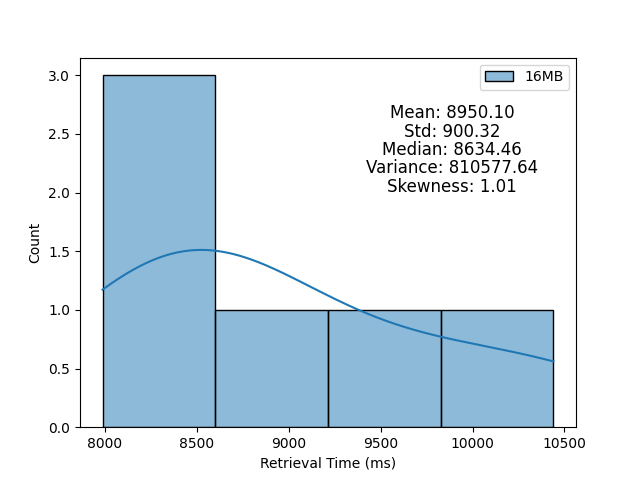 16MB
Mean: 8950.10
Std: 900.32
Median: 8634.46
Variance: 810577.64
Skewness: 1.01
3.0
2.5
2.0
1.5
1.0
0.5
0.0
Count
8000 8500 9000 9500 10000 10500
Retrieval Time (ms)